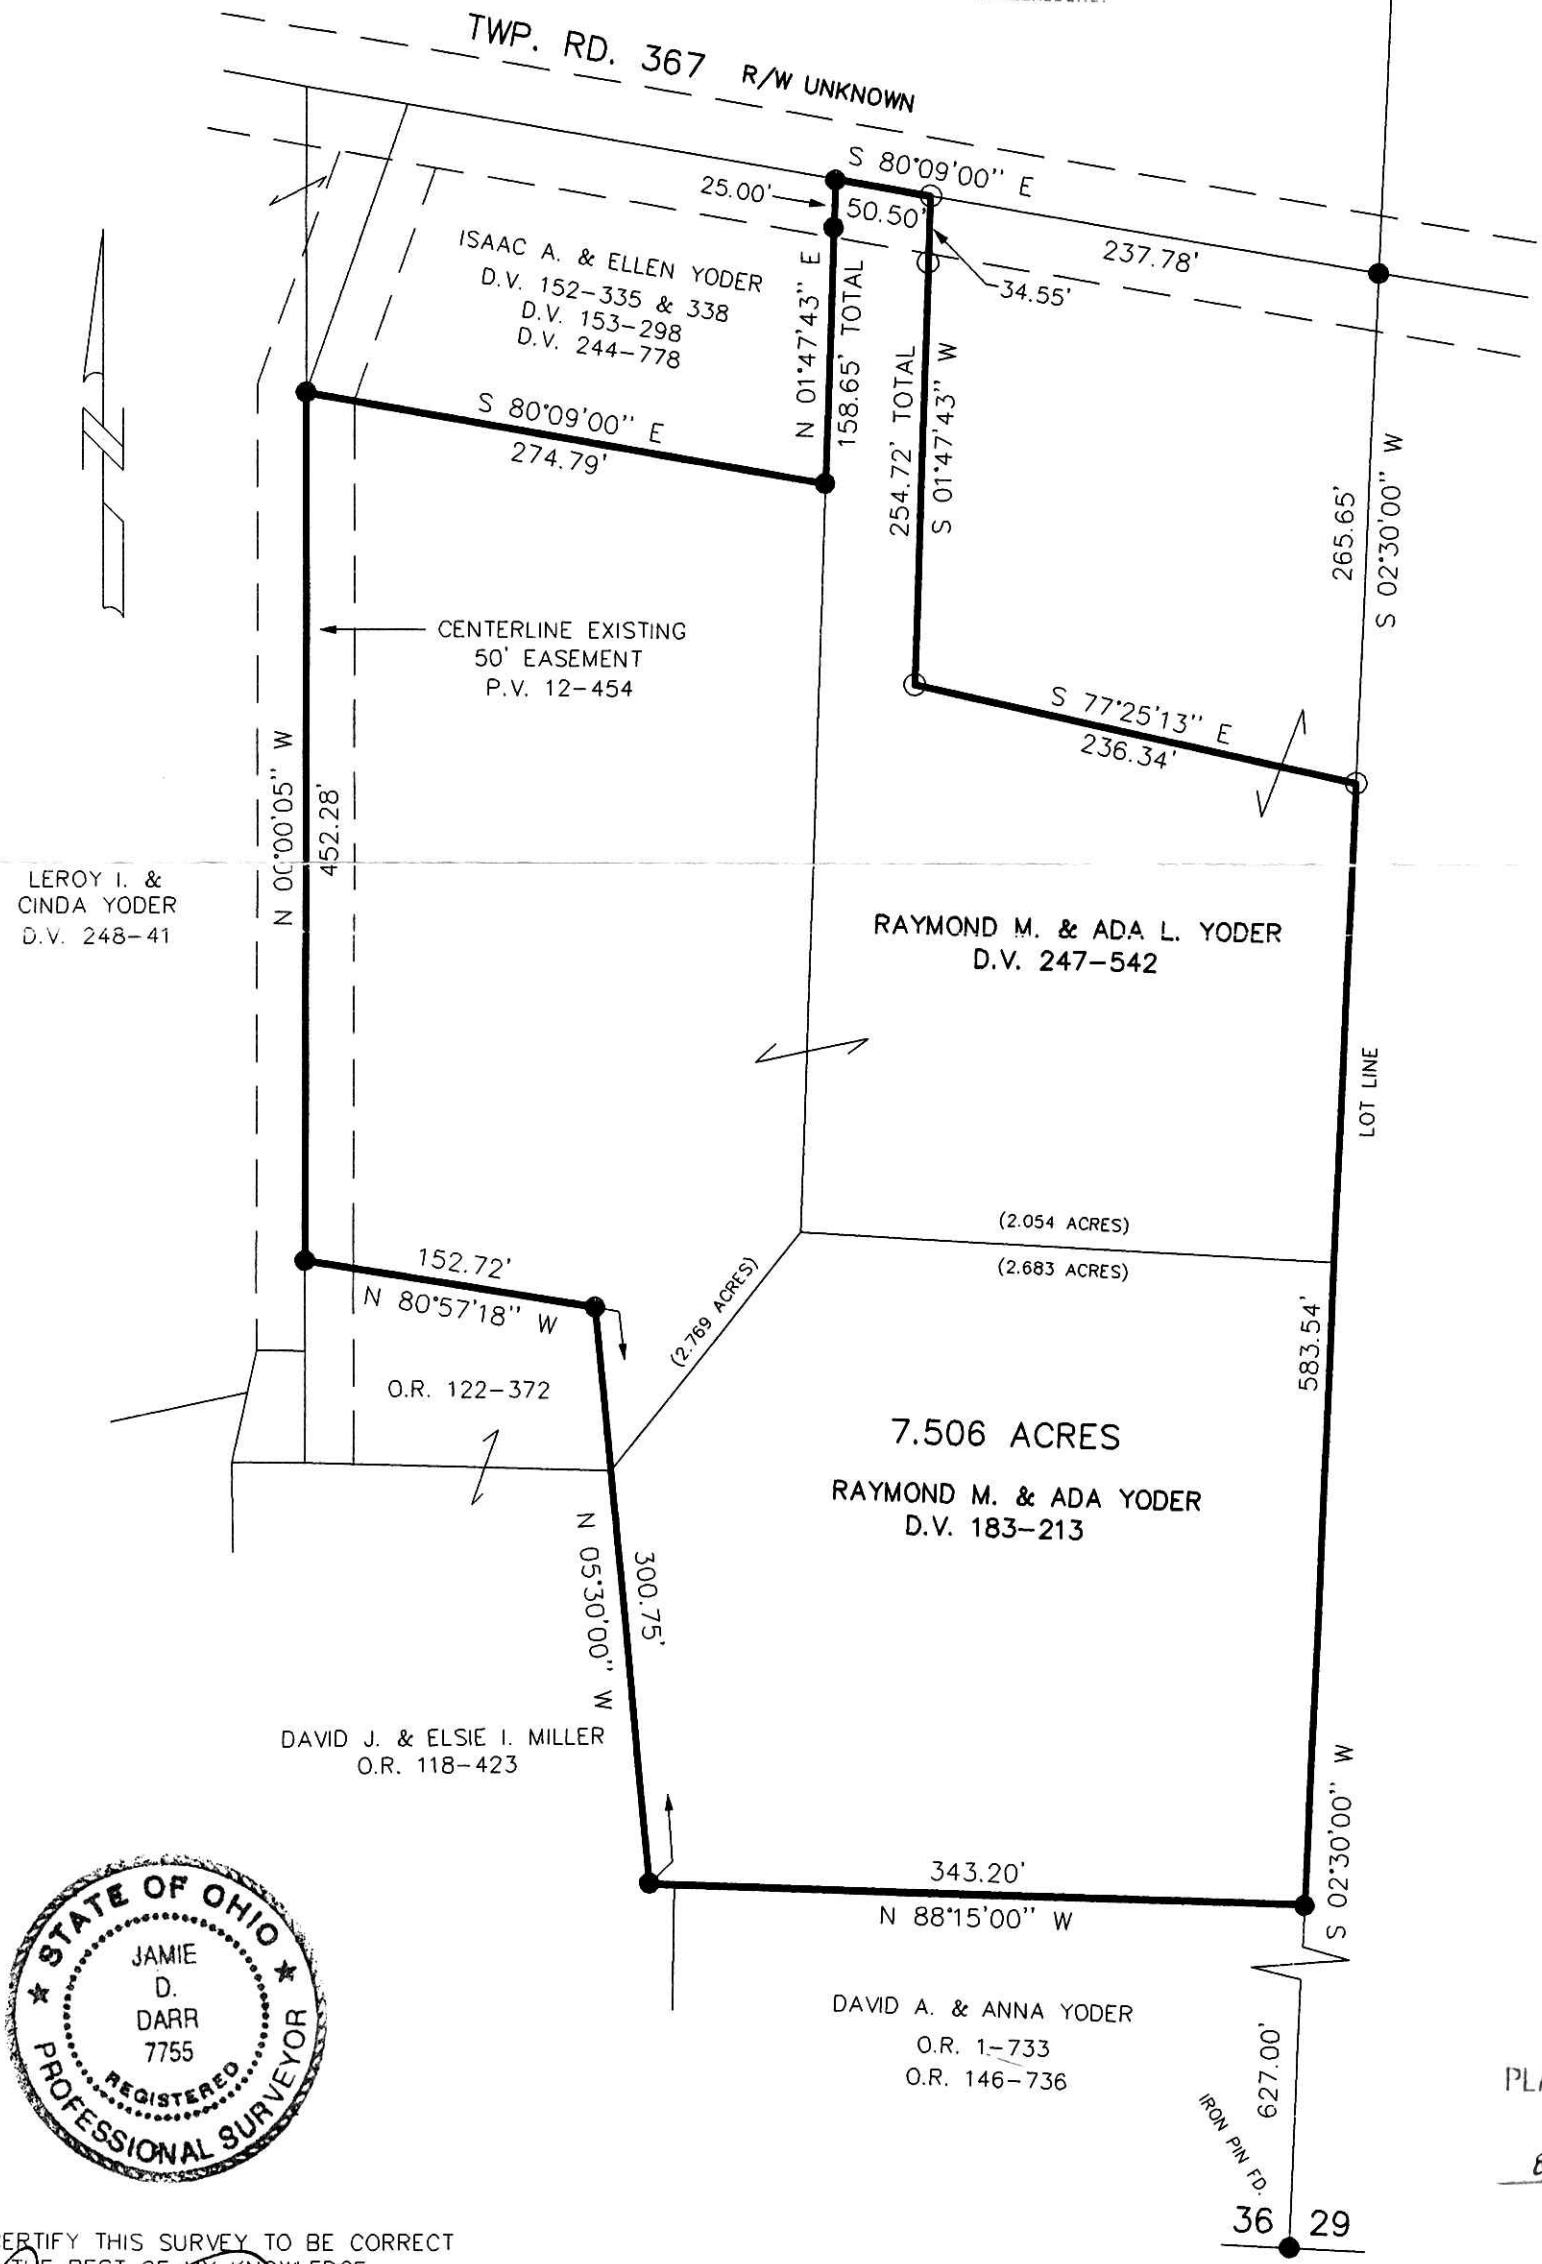 TWP. RD. 367 R/W UNKNOWN
S 80°09'00" E
25.00'
50.50'
237.78'
34.55'
ISAAC A. & ELLEN YODER
D.V. 152-335 & 338
D.V. 153-298
D.V. 244-778
N 01°47'43" E
158.65' TOTAL
254.72' TOTAL
S 01°47'43" W
S 80°09'00" E
274.79'
265.65'
S 02°30'00" W
CENTERLINE EXISTING
50' EASEMENT
P.V. 12-454
S 77°25'13" E
236.34'
N 00°00'05" W
452.28'
LEROY I. &
CINDA YODER
D.V. 248-41
RAYMOND M. & ADA L. YODER
D.V. 247-542
LOT LINE
(2.054 ACRES)
(2.683 ACRES)
(2.769 ACRES)
152.72'
N 80°57'18" W
583.54'
O.R. 122-372
7.506 ACRES
RAYMOND M. & ADA YODER
D.V. 183-213
N 05°30'00" W
300.75'
DAVID J. & ELSIE I. MILLER
O.R. 118-423
343.20'
N 88°15'00" W
S 02°30'00" W
STATE OF OHIO
JAMIE
D.
DARR
7755
REGISTERED
PROFESSIONAL SURVEYOR
DAVID A. & ANNA YODER
O.R. 1-733
O.R. 146-736
627.00'
IRON PIN FD.
PLA
36 29
ERTIFY THIS SURVEY TO BE CORRECT